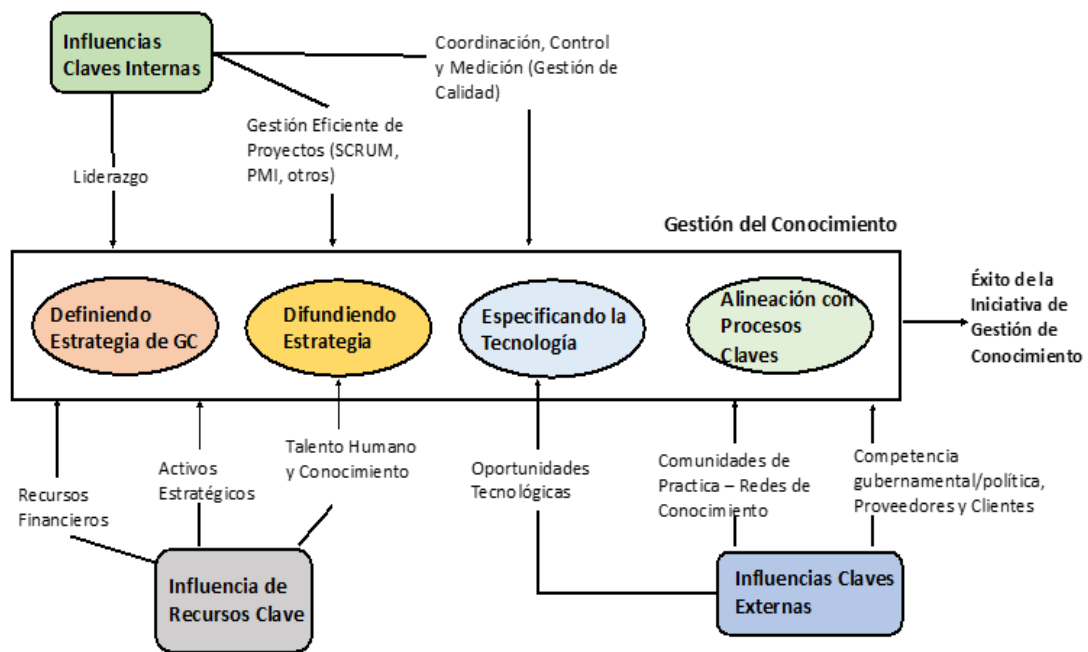 Influencias
Claves Internas
Coordinación, Control
y Medición (Gestión de
Calidad)
Gestión Eficiente de
Proyectos (SCRUM,
PMI, otros)
Liderazgo
Gestión del Conocimiento
Definiendo
Estrategia de GC
Difundiendo
Estrategia
Especificando la
Tecnología
Alineación con
Procesos
Claves
Éxito de la
Iniciativa de
Gestión de
Conocimiento
Recursos
Financieros
Activos
Estratégicos
Talento Humano
y Conocimiento
Oportunidades
Tecnológicas
Comunidades de
Practica – Redes de
Conocimiento
Competencia
gubernamental/política,
Proveedores y Clientes
Influencia de
Recursos Clave
Influencias Claves
Externas